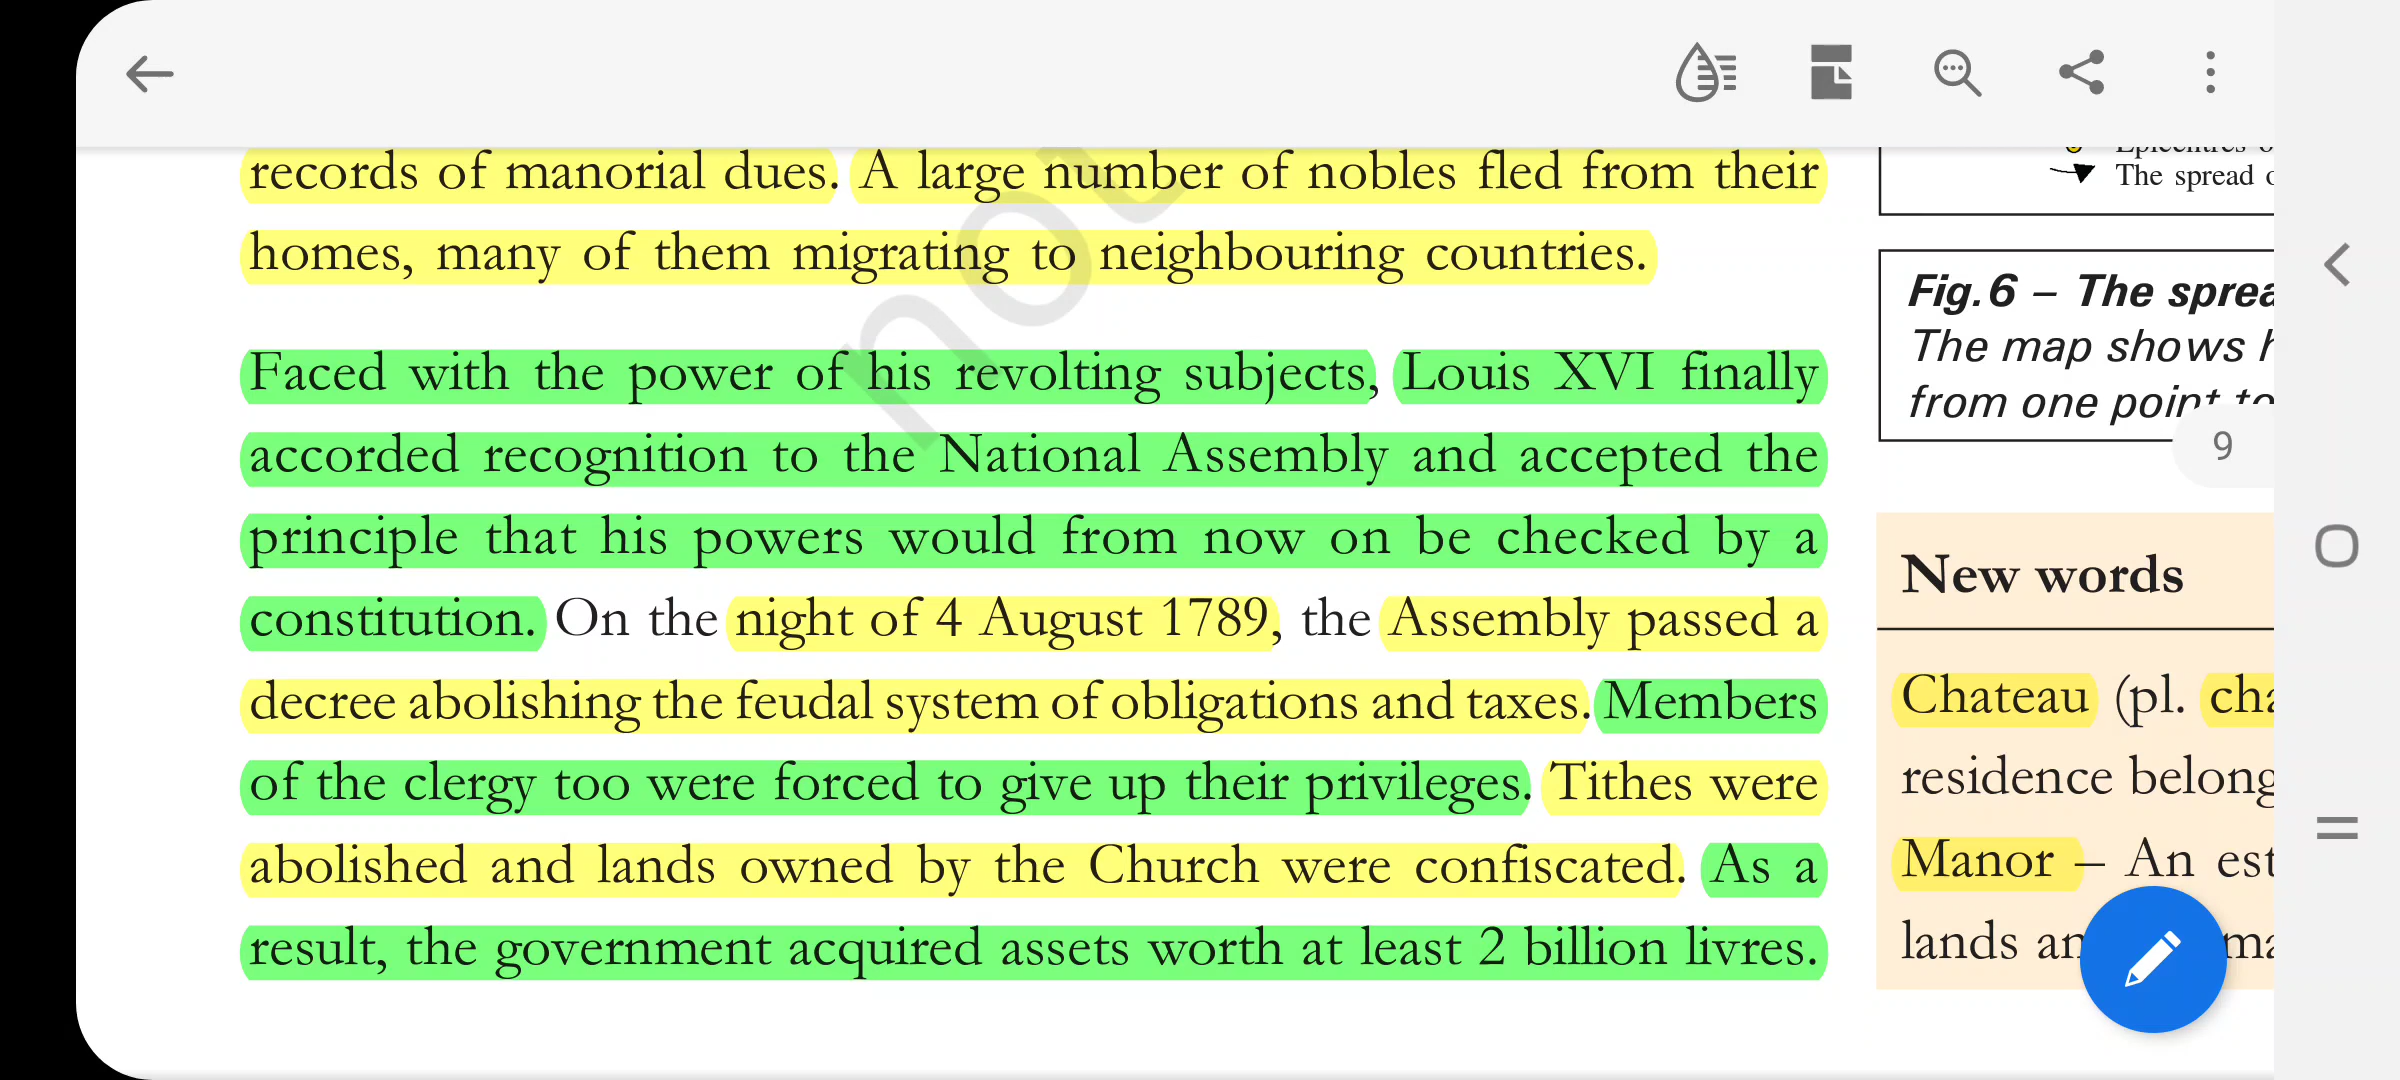 records of manorial dues. A large number of nobles fled from their
homes, many of them migrating to neighbouring countries.
Faced with the power of his revolting subjects, Louis XVI finally
accorded recognition to the National Assembly and accepted the
principle that his powers would from now on be checked by a
constitution. On the night of 4 August 1789, the Assembly passed a
decree abolishing the feudal system of obligations and taxes. Members
of the clergy too were forced to give up their privileges. Tithes were
abolished and lands owned by the Church were confiscated. As a
result, the government acquired assets worth at least 2 billion livres.
not
Epicentres o
The spread o
Fig.6 – The sprea
The map shows h
from one point to
9
New words
Chateau (pl. cha
residence belong
Manor – An est
lands an ma